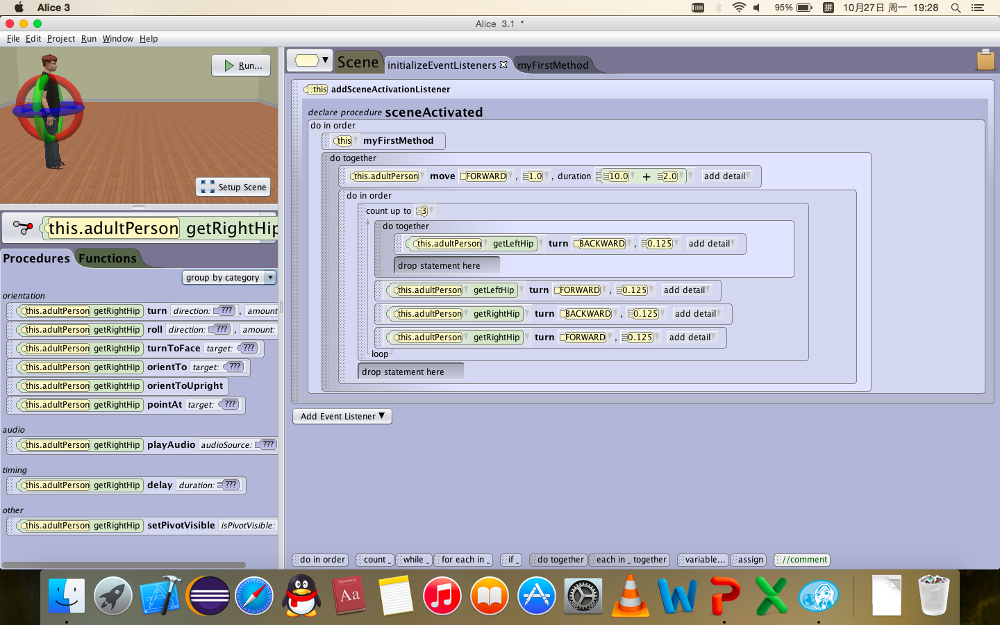 Alice 3
95%
拼
10月27日 周一 19:28
Alice 3.1 *
File Edit Project Run Window Help
Run...
Setup Scene
this.adultPerson getRightHip
Procedures Functions
group by category
orientation
this.adultPerson getRightHip turn direction: ??? , amount
this.adultPerson getRightHip roll direction: ??? , amount:
this.adultPerson getRightHip turnToFace target: ???
this.adultPerson getRightHip orientTo target: ???
this.adultPerson getRightHip orientToUpright
this.adultPerson getRightHip pointAt target: ???
audio
this.adultPerson getRightHip playAudio audioSource: ???
timing
this.adultPerson getRightHip delay duration: ???
other
this.adultPerson getRightHip setPivotVisible isPivotVisible:
Scene initializeEventListeners myFirstMethod
this addSceneActivationListener
declare procedure sceneActivated
do in order
this myFirstMethod
do together
this.adultPerson move FORWARD , 1.0 , duration 10.0 + 2.0 add detail
do in order
count up to 3
do together
this.adultPerson getLeftHip turn BACKWARD , 0.125 add detail
drop statement here
this.adultPerson getLeftHip turn FORWARD , 0.125 add detail
this.adultPerson getRightHip turn BACKWARD , 0.125 add detail
this.adultPerson getRightHip turn FORWARD , 0.125 add detail
loop
drop statement here
Add Event Listener
do in order count _ while _ for each in _ if _ do together each in _ together variable... assign //comment
Dictionary
Aa